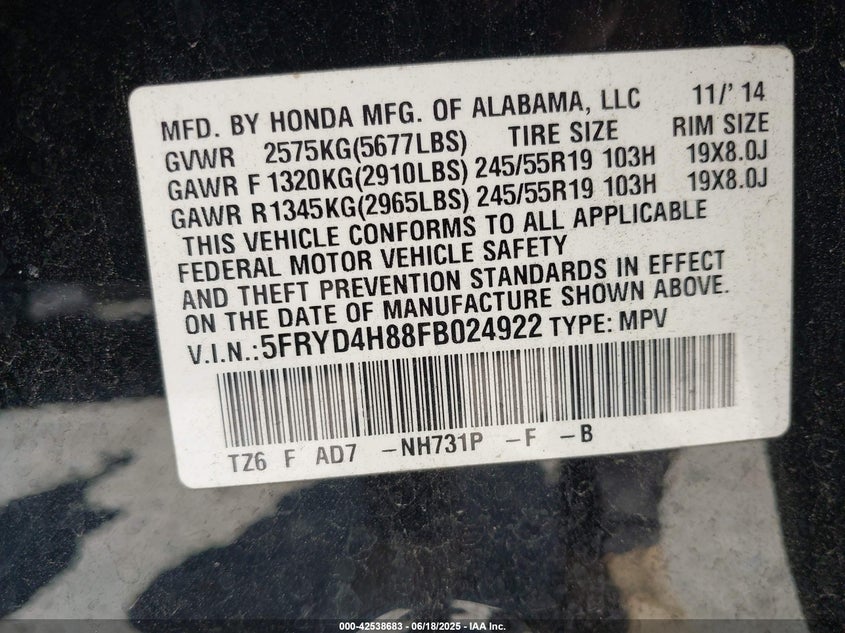 MFD. BY HONDA MFG. OF ALABAMA, LLC 11/' 14
GVWR 2575KG(5677LBS) TIRE SIZE RIM SIZE
GAWR F 1320KG(2910LBS) 245/55R19 103H 19X8.0J
GAWR R 1345KG(2965LBS) 245/55R19 103H 19X8.0J
THIS VEHICLE CONFORMS TO ALL APPLICABLE
FEDERAL MOTOR VEHICLE SAFETY
AND THEFT PREVENTION STANDARDS IN EFFECT
ON THE DATE OF MANUFACTURE SHOWN ABOVE.
V.I.N.:5FRYD4H88FB024922 TYPE: MPV
TZ6 F AD7 -NH731P -F -B
000-42538683 - 06/18/2025 - IAA Inc.